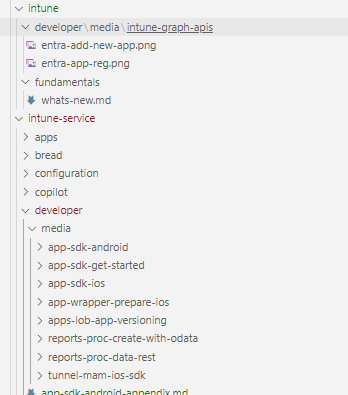 intune
developer\media\intune-graph-apis
entra-add-new-app.png
entra-app-reg.png
fundamentals
whats-new.md
intune-service
apps
bread
configuration
copilot
developer
media
app-sdk-android
app-sdk-get-started
app-sdk-ios
app-wrapper-prepare-ios
apps-lob-app-versioning
reports-proc-create-with-odata
reports-proc-data-rest
tunnel-mam-ios-sdk
app-sdk-android-appendix.md